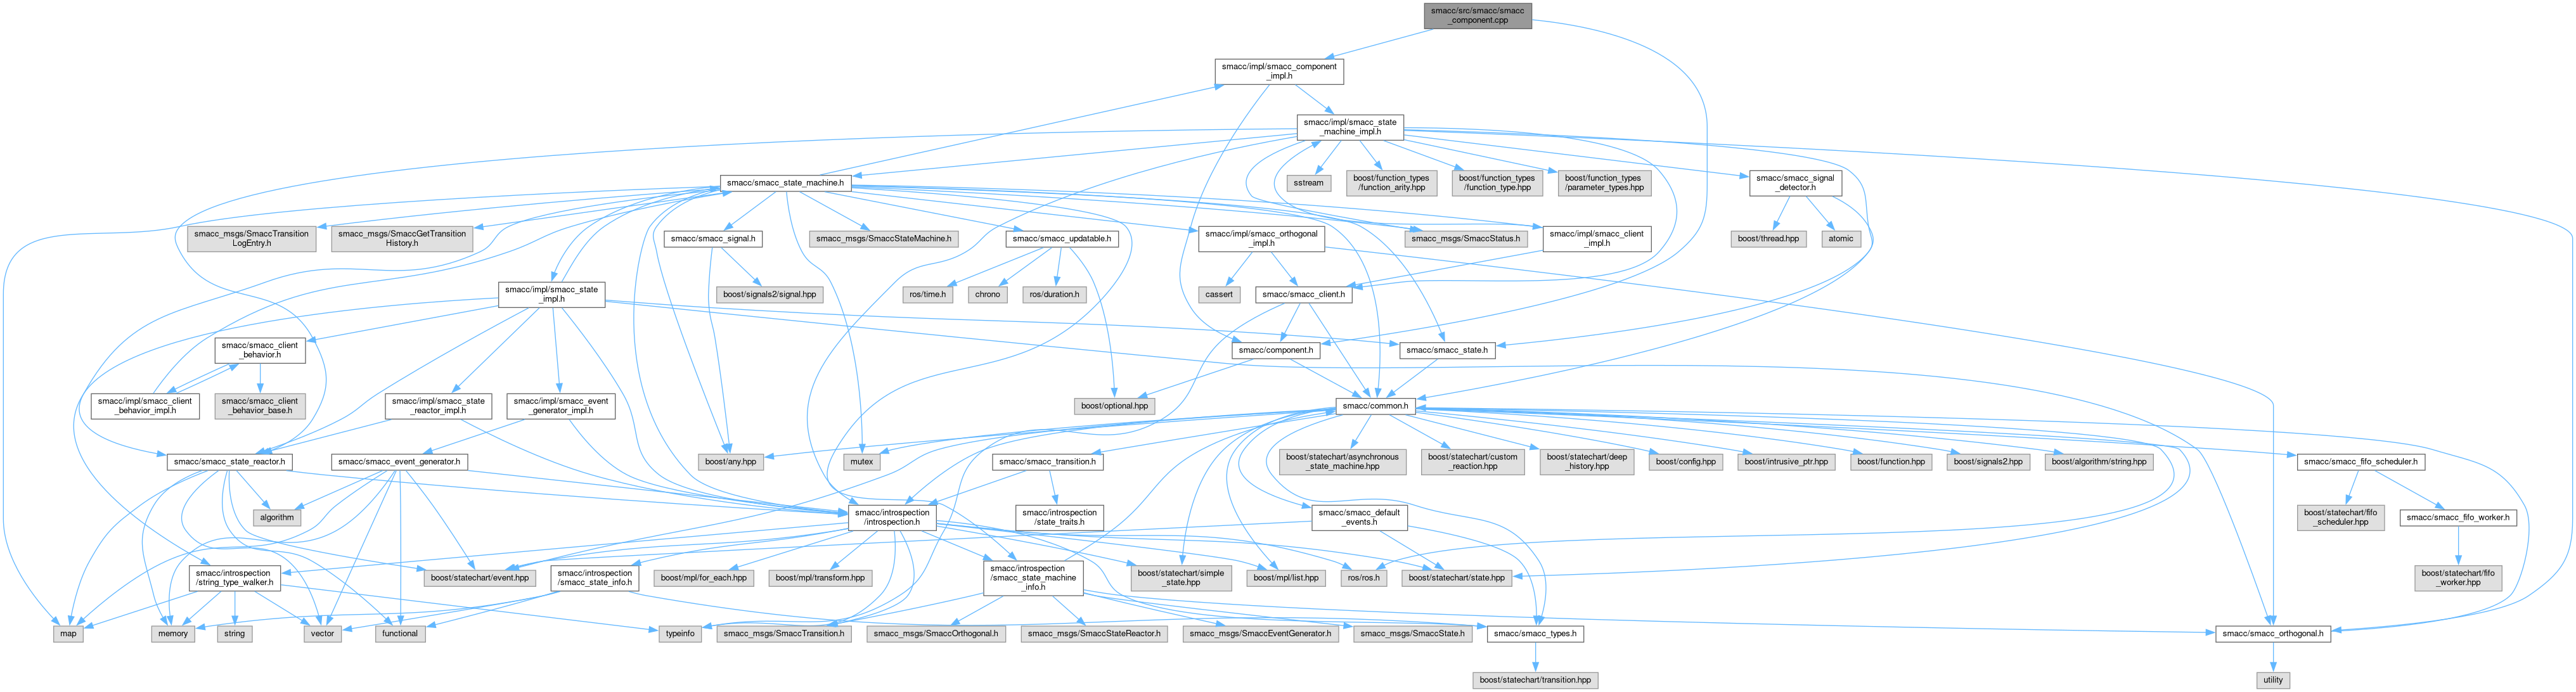 smacc/src/smacc/smacc
_component.cpp
smacc/impl/smacc_component
_impl.h
smacc/impl/smacc_state
_machine_impl.h
smacc/smacc_state_machine.h
sstream
boost/function_types
/function_arity.hpp
boost/function_types
/function_type.hpp
boost/function_types
/parameter_types.hpp
smacc/smacc_signal
_detector.h
smacc_msgs/SmaccTransition
LogEntry.h
smacc_msgs/SmaccGetTransition
History.h
smacc/smacc_signal.h
smacc_msgs/SmaccStateMachine.h
smacc/smacc_updatable.h
smacc/impl/smacc_orthogonal
_impl.h
smacc_msgs/SmaccStatus.h
smacc/impl/smacc_client
_impl.h
boost/thread.hpp
atomic
smacc/impl/smacc_state
_impl.h
boost/signals2/signal.hpp
ros/time.h
chrono
ros/duration.h
cassert
smacc/smacc_client.h
smacc/smacc_client
_behavior.h
smacc/component.h
smacc/smacc_state.h
smacc/impl/smacc_client
_behavior_impl.h
smacc/smacc_client
_behavior_base.h
smacc/impl/smacc_state
_reactor_impl.h
smacc/impl/smacc_event
_generator_impl.h
boost/optional.hpp
smacc/common.h
smacc/smacc_state_reactor.h
smacc/smacc_event_generator.h
boost/any.hpp
mutex
smacc/smacc_transition.h
boost/statechart/asynchronous
_state_machine.hpp
boost/statechart/custom
_reaction.hpp
boost/statechart/deep
_history.hpp
boost/config.hpp
boost/intrusive_ptr.hpp
boost/function.hpp
boost/signals2.hpp
boost/algorithm/string.hpp
smacc/smacc_fifo_scheduler.h
algorithm
smacc/introspection
/introspection.h
smacc/introspection
/state_traits.h
smacc/smacc_default
_events.h
boost/statechart/fifo
_scheduler.hpp
smacc/smacc_fifo_worker.h
smacc/introspection
/string_type_walker.h
boost/statechart/event.hpp
smacc/introspection
/smacc_state_info.h
boost/mpl/for_each.hpp
boost/mpl/transform.hpp
smacc/introspection
/smacc_state_machine
_info.h
boost/statechart/simple
_state.hpp
boost/mpl/list.hpp
ros/ros.h
boost/statechart/state.hpp
boost/statechart/fifo
_worker.hpp
map
memory
string
vector
functional
typeinfo
smacc_msgs/SmaccTransition.h
smacc_msgs/SmaccOrthogonal.h
smacc_msgs/SmaccStateReactor.h
smacc_msgs/SmaccEventGenerator.h
smacc_msgs/SmaccState.h
smacc/smacc_types.h
smacc/smacc_orthogonal.h
boost/statechart/transition.hpp
utility